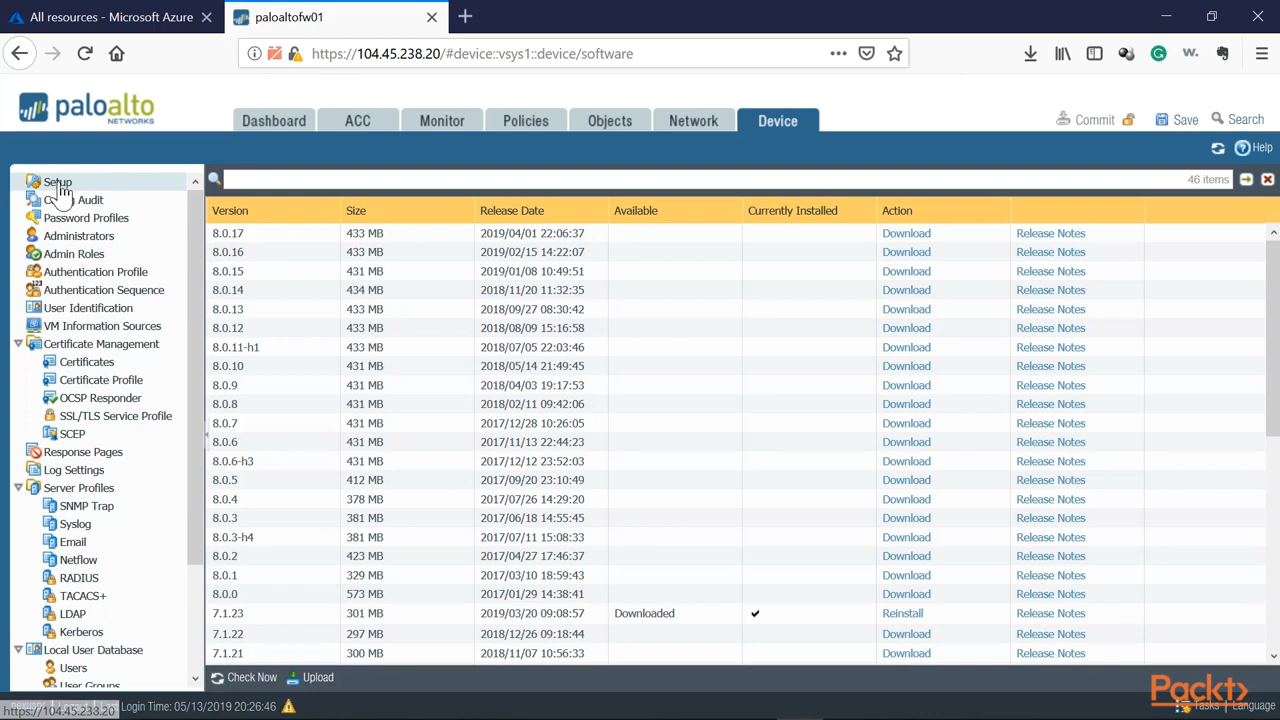 All resources - Microsoft Azure
paloaltofw01
https://104.45.238.20/#device::vsys1::device/software
paloalto
NETWORKS
Dashboard ACC Monitor Policies Objects Network Device
Commit Save Search
Help
Setup
Audit
Password Profiles
Administrators
Admin Roles
Authentication Profile
Authentication Sequence
User Identification
VM Information Sources
Certificate Management
Certificates
Certificate Profile
OCSP Responder
SSL/TLS Service Profile
SCEP
Response Pages
Log Settings
Server Profiles
SNMP Trap
Syslog
Email
Netflow
RADIUS
TACACS+
LDAP
Kerberos
Local User Database
Users
User Groups
46 items
Version Size Release Date Available Currently Installed Action
8.0.17 433 MB 2019/04/01 22:06:37 Download Release Notes
8.0.16 433 MB 2019/02/15 14:22:07 Download Release Notes
8.0.15 431 MB 2019/01/08 10:49:51 Download Release Notes
8.0.14 434 MB 2018/11/20 11:32:35 Download Release Notes
8.0.13 433 MB 2018/09/27 08:30:42 Download Release Notes
8.0.12 433 MB 2018/08/09 15:16:58 Download Release Notes
8.0.11-h1 433 MB 2018/07/05 22:03:46 Download Release Notes
8.0.10 431 MB 2018/05/14 21:49:45 Download Release Notes
8.0.9 431 MB 2018/04/03 19:17:53 Download Release Notes
8.0.8 431 MB 2018/02/11 09:42:06 Download Release Notes
8.0.7 431 MB 2017/12/28 10:26:05 Download Release Notes
8.0.6 431 MB 2017/11/13 22:44:23 Download Release Notes
8.0.6-h3 431 MB 2017/12/12 23:52:03 Download Release Notes
8.0.5 412 MB 2017/09/20 23:10:49 Download Release Notes
8.0.4 378 MB 2017/07/26 14:29:20 Download Release Notes
8.0.3 381 MB 2017/06/18 14:55:45 Download Release Notes
8.0.3-h4 381 MB 2017/07/11 15:08:33 Download Release Notes
8.0.2 423 MB 2017/04/27 17:46:37 Download Release Notes
8.0.1 329 MB 2017/03/10 18:59:43 Download Release Notes
8.0.0 573 MB 2017/01/29 14:38:41 Download Release Notes
7.1.23 301 MB 2019/03/20 09:08:57 Downloaded ✔ Reinstall Release Notes
7.1.22 297 MB 2018/12/26 09:18:44 Download Release Notes
7.1.21 300 MB 2018/11/07 10:56:33 Download Release Notes
Check Now Upload
Packt>
Login Time: 05/13/2019 20:26:46
Tasks Language
https://104.45.238.20